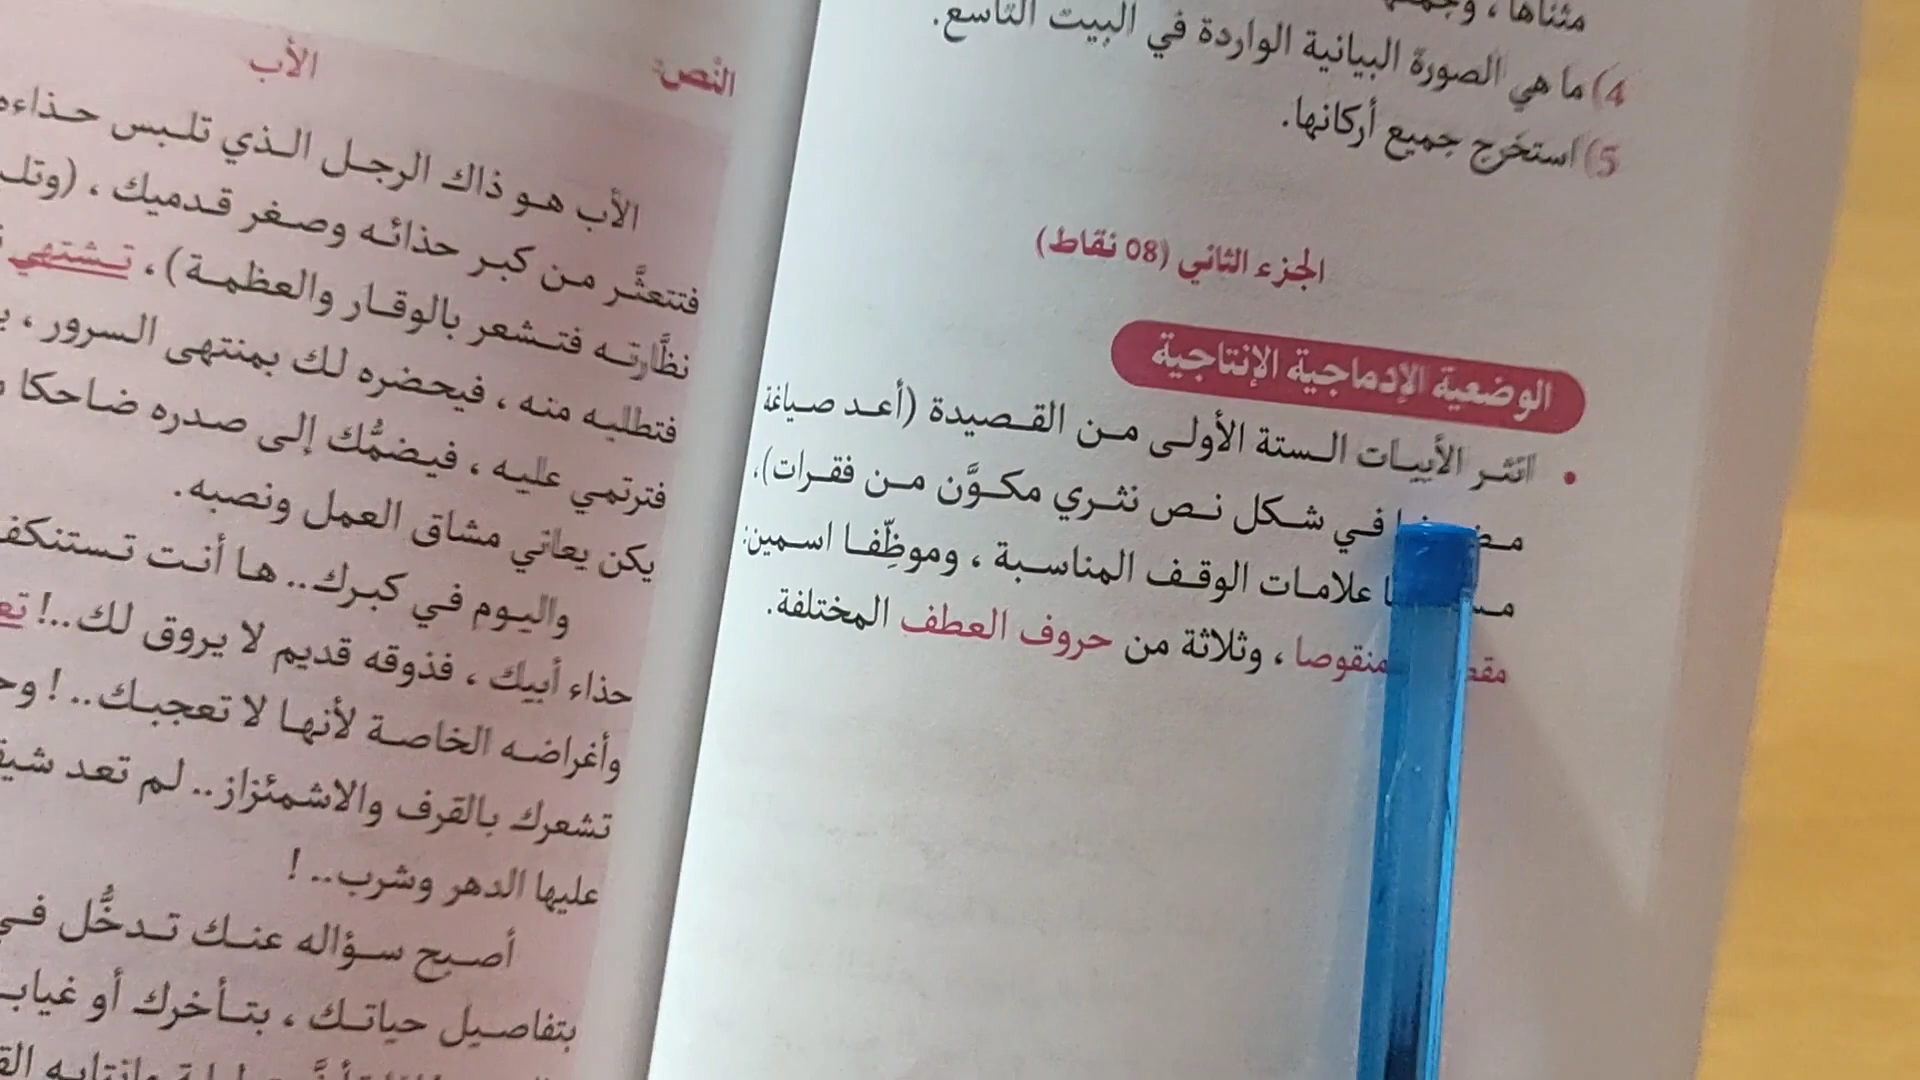 مثناها ،
4) ما هي الصورة البيانية الواردة في البيت التاسع.
5) استخرج جميع أركانها.
الجزء الثاني (08 نقاط)
الوضعية الإدماجية الإنتاجية
• انثر الأبيات الستة الأولى من القصيدة (أعد صياغة
في شكل نص نثري مكوَّن من فقرات)،
علامات الوقف المناسبة ، وموظِّفا اسمين:
منقوصا ، وثلاثة من حروف العطف المختلفة.
النّص: الأب
الأب هو ذاك الرجل الذي تلبس حذاءه
فتتعثَّر من كبر حذائه وصغر قدميك ،
نظَّارته فتشعر بالوقار والعظمة) ، تشتهي
فتطلبه منه ، فيحضره لك بمنتهى السرور ،
فترتمي عليه ، فيضمُّك إلى صدره ضاحكا
يكن يعاني مشاق العمل ونصبه.
واليوم في كبرك.. ها أنت تستنكف
حذاء أبيك ، فذوقه قديم لا يروق لك..!
وأغراضه الخاصة لأنها لا تعجبك.. !
تشعرك بالقرف والاشمئزاز.. لم تعد
عليها الدهر وشرب.. !
أصبح سؤاله عنك تدخُّل في
بتفاصيل حياتك ، بتأخرك أو